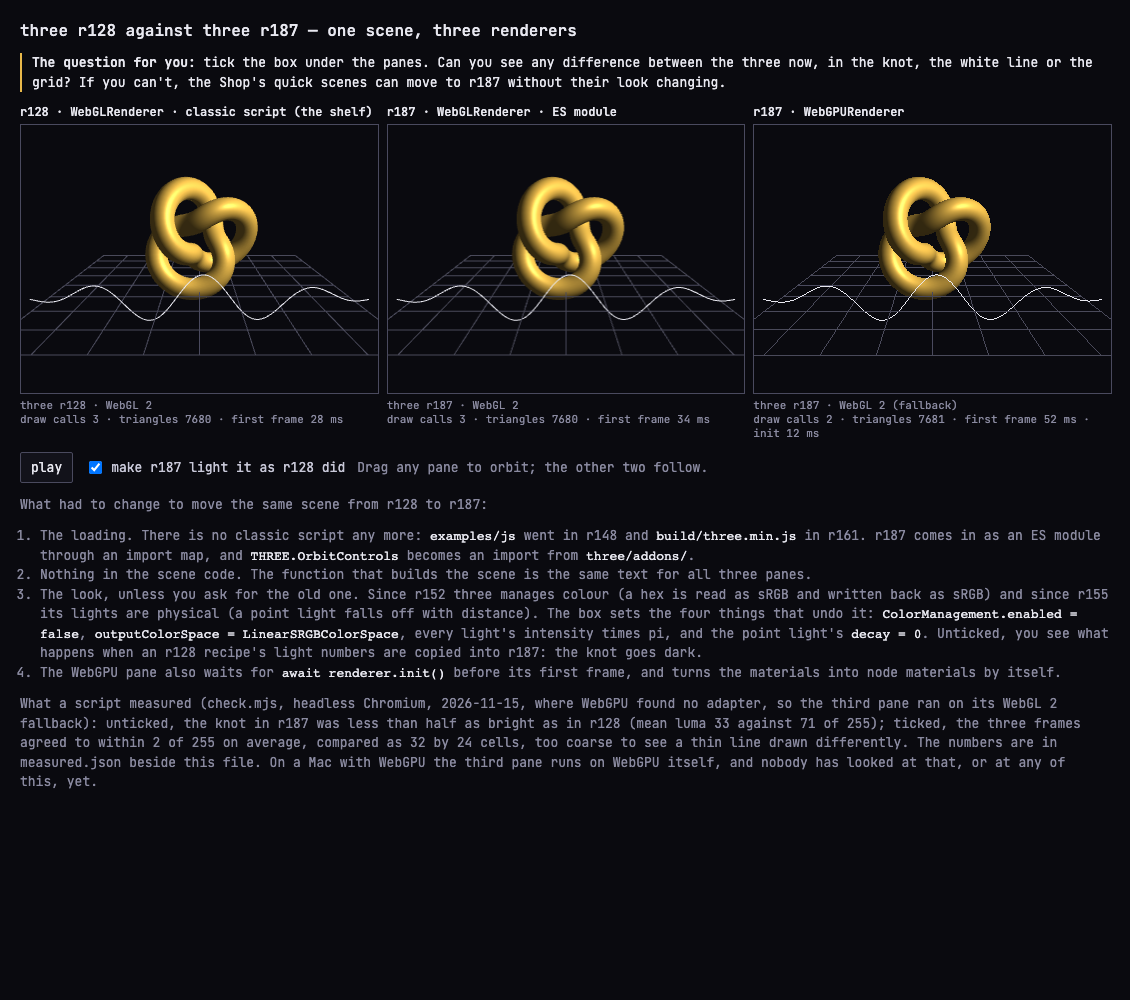 three r128 against three r187 — one scene, three renderers
The question for you: tick the box under the panes. Can you see any difference between the three now, in the knot, the white line or the
grid? If you can't, the Shop's quick scenes can move to r187 without their look changing.
r128 · WebGLRenderer · classic script (the shelf)
r187 · WebGLRenderer · ES module
r187 · WebGPURenderer
three r128 · WebGL 2
draw calls 3 · triangles 7680 · first frame 28 ms
three r187 · WebGL 2
draw calls 3 · triangles 7680 · first frame 34 ms
three r187 · WebGL 2 (fallback)
draw calls 2 · triangles 7681 · first frame 52 ms ·
init 12 ms
play make r187 light it as r128 did Drag any pane to orbit; the other two follow.
What had to change to move the same scene from r128 to r187:
1. The loading. There is no classic script any more: examples/js went in r148 and build/three.min.js in r161. r187 comes in as an ES module
through an import map, and THREE.OrbitControls becomes an import from three/addons/.
2. Nothing in the scene code. The function that builds the scene is the same text for all three panes.
3. The look, unless you ask for the old one. Since r152 three manages colour (a hex is read as sRGB and written back as sRGB) and since r155
its lights are physical (a point light falls off with distance). The box sets the four things that undo it: ColorManagement.enabled =
false, outputColorSpace = LinearSRGBColorSpace, every light's intensity times pi, and the point light's decay = 0. Unticked, you see what
happens when an r128 recipe's light numbers are copied into r187: the knot goes dark.
4. The WebGPU pane also waits for await renderer.init() before its first frame, and turns the materials into node materials by itself.
What a script measured (check.mjs, headless Chromium, 2026-11-15, where WebGPU found no adapter, so the third pane ran on its WebGL 2
fallback): unticked, the knot in r187 was less than half as bright as in r128 (mean luma 33 against 71 of 255); ticked, the three frames
agreed to within 2 of 255 on average, compared as 32 by 24 cells, too coarse to see a thin line drawn differently. The numbers are in
measured.json beside this file. On a Mac with WebGPU the third pane runs on WebGPU itself, and nobody has looked at that, or at any of
this, yet.